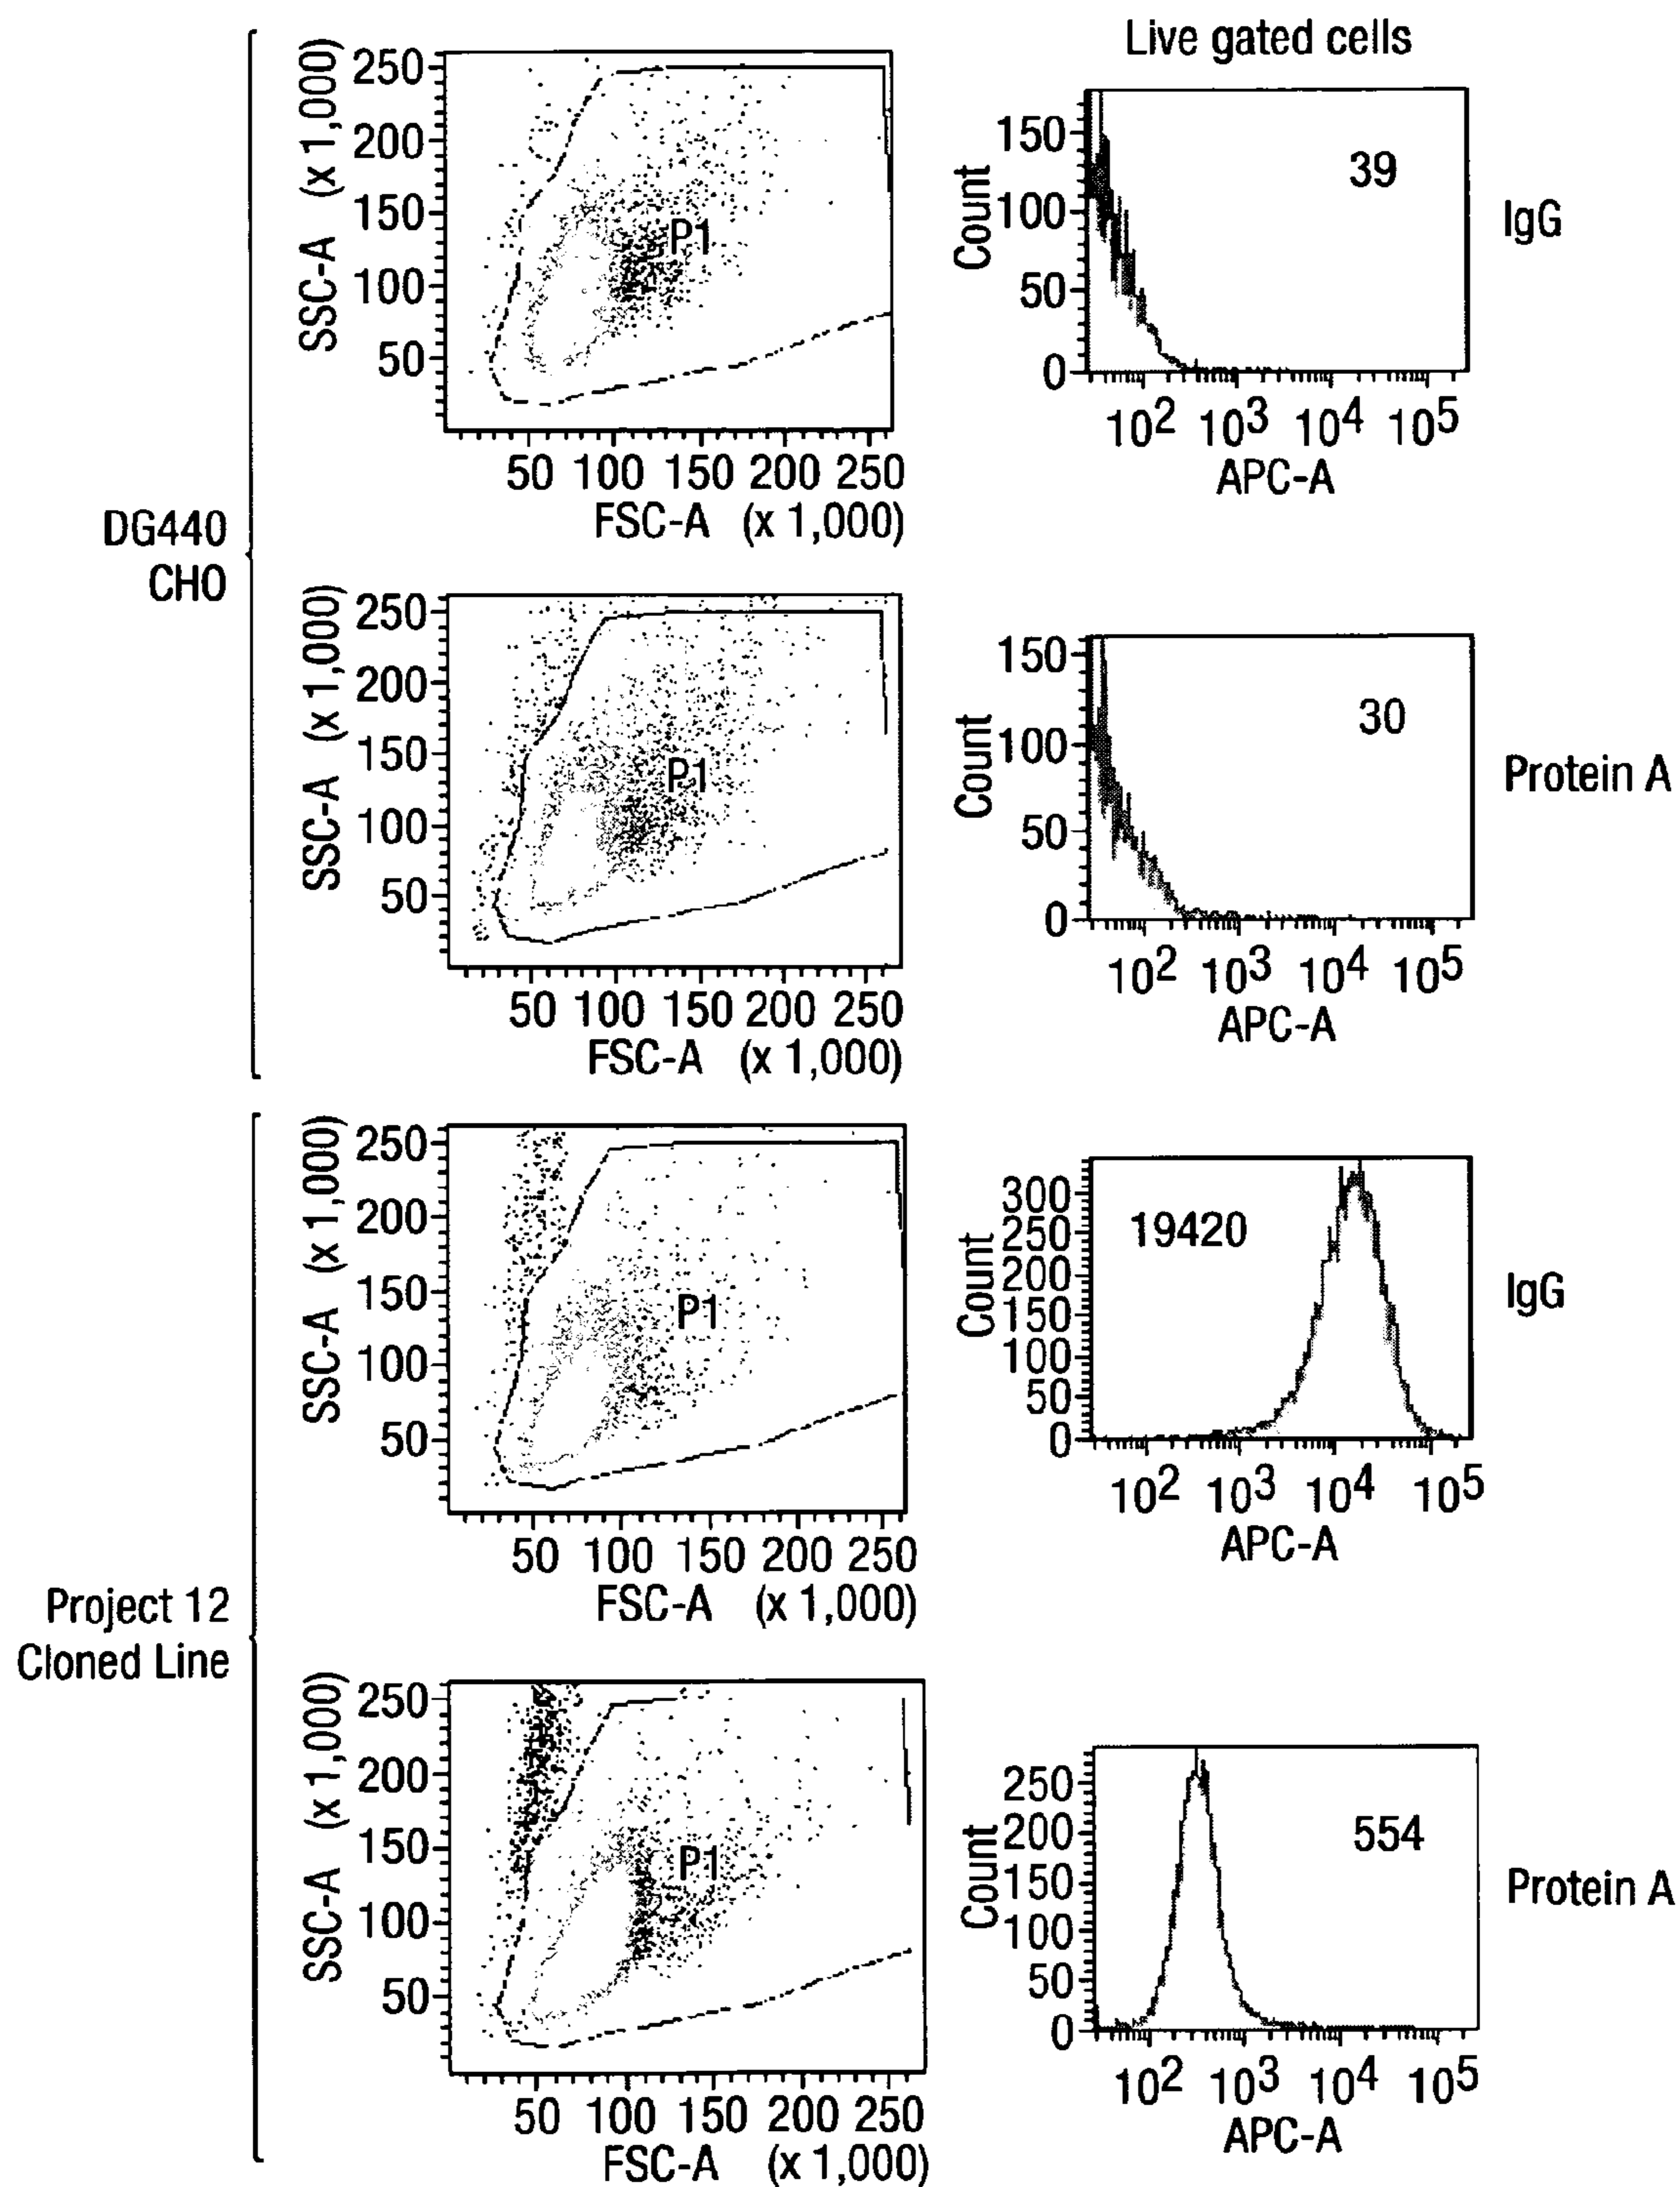 Live gated cells
DG440
CHO
SSC-A (x 1,000)
250
200
150
100
50
P1
50 100 150 200 250
FSC-A (x 1,000)
Count
150
100
50
0
39
10² 10³ 10⁴ 10⁵
APC-A
IgG
SSC-A (x 1,000)
250
200
150
100
50
P1
50 100 150 200 250
FSC-A (x 1,000)
Count
150
100
50
0
30
10² 10³ 10⁴ 10⁵
APC-A
Protein A
Project 12
Cloned Line
SSC-A (x 1,000)
250
200
150
100
50
P1
50 100 150 200 250
FSC-A (x 1,000)
Count
300
250
200
150
100
50
0
19420
10² 10³ 10⁴ 10⁵
APC-A
IgG
SSC-A (x 1,000)
250
200
150
100
50
P1
50 100 150 200 250
FSC-A (x 1,000)
Count
250
200
150
100
50
0
554
10² 10³ 10⁴ 10⁵
APC-A
Protein A